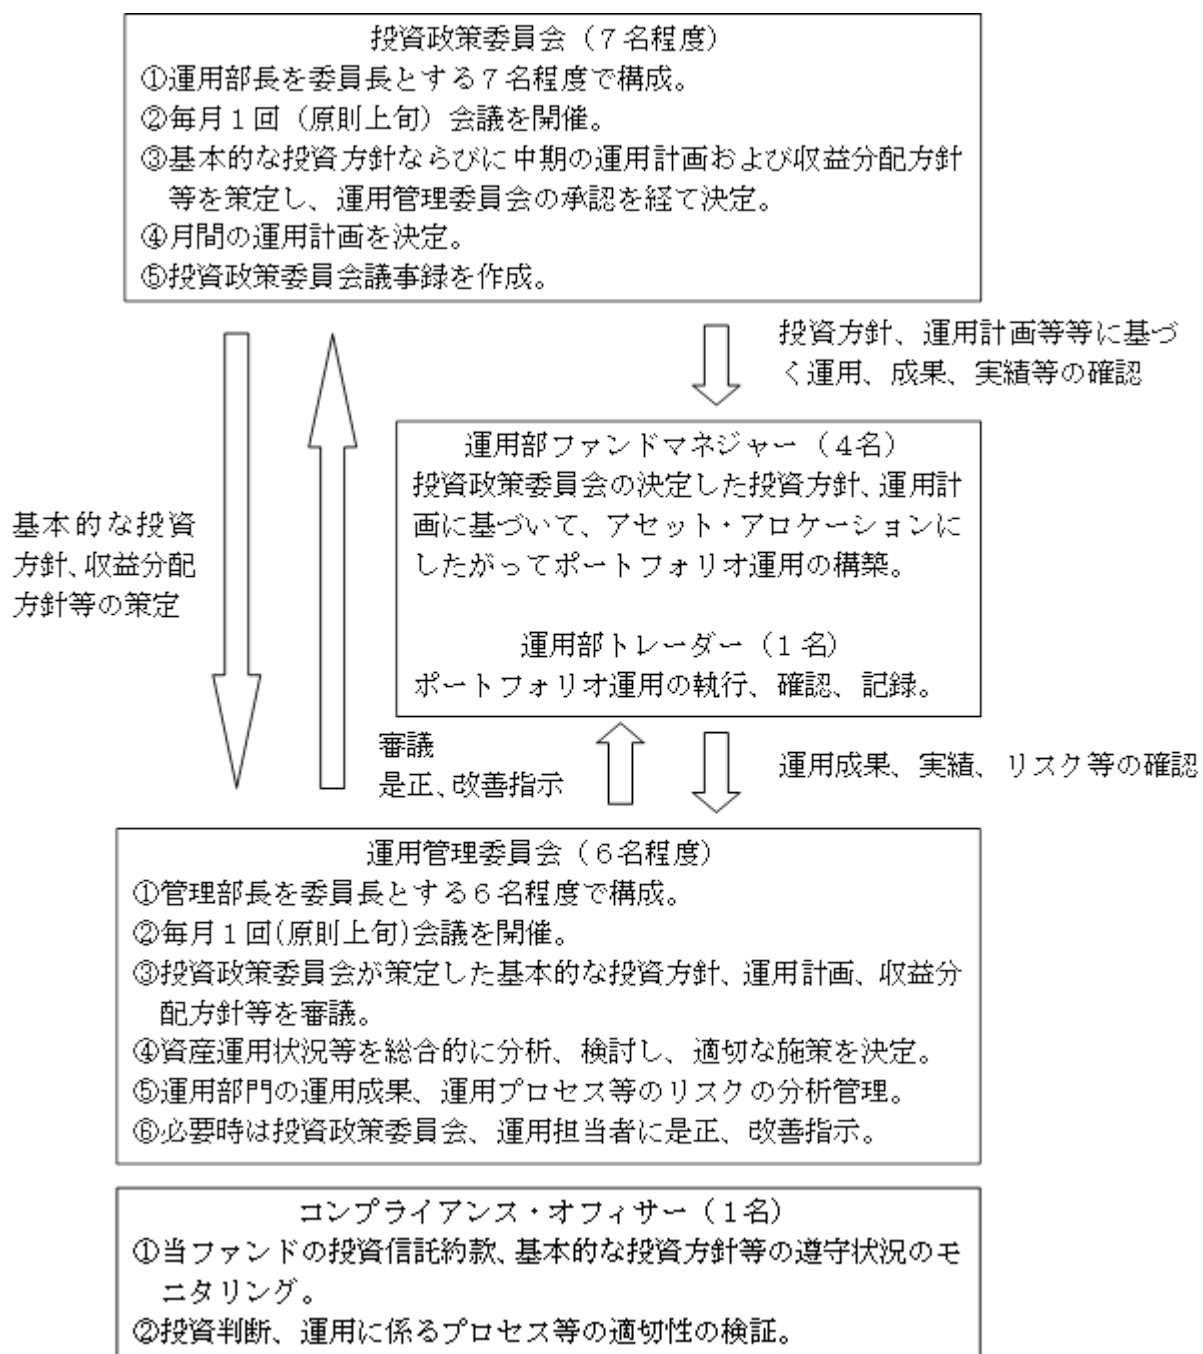 投資政策委員会（７名程度）
①運用部長を委員長とする７名程度で構成。
②毎月１回（原則上旬）会議を開催。
③基本的な投資方針ならびに中期の運用計画および収益分配方針
等を策定し、運用管理委員会の承認を経て決定。
④月間の運用計画を決定。
⑤投資政策委員会議事録を作成。
投資方針、運用計画等等に基づ
く運用、成果、実績等の確認
運用部ファンドマネジャー（４名）
投資政策委員会の決定した投資方針、運用計
画に基づいて、アセット・アロケーションに
したがってポートフォリオ運用の構築。
運用部トレーダー（１名）
ポートフォリオ運用の執行、確認、記録。
基本的な投資
方針、収益分配
方針等の策定
審議
是正、改善指示
運用成果、実績、リスク等の確認
運用管理委員会（６名程度）
①管理部長を委員長とする６名程度で構成。
②毎月１回(原則上旬)会議を開催。
③投資政策委員会が策定した基本的な投資方針、運用計画、収益分
配方針等を審議。
④資産運用状況等を総合的に分析、検討し、適切な施策を決定。
⑤運用部門の運用成果、運用プロセス等のリスクの分析管理。
⑥必要時は投資政策委員会、運用担当者に是正、改善指示。
コンプライアンス・オフィサー（１名）
①当ファンドの投資信託約款、基本的な投資方針等の遵守状況のモ
ニタリング。
②投資判断、運用に係るプロセス等の適切性の検証。